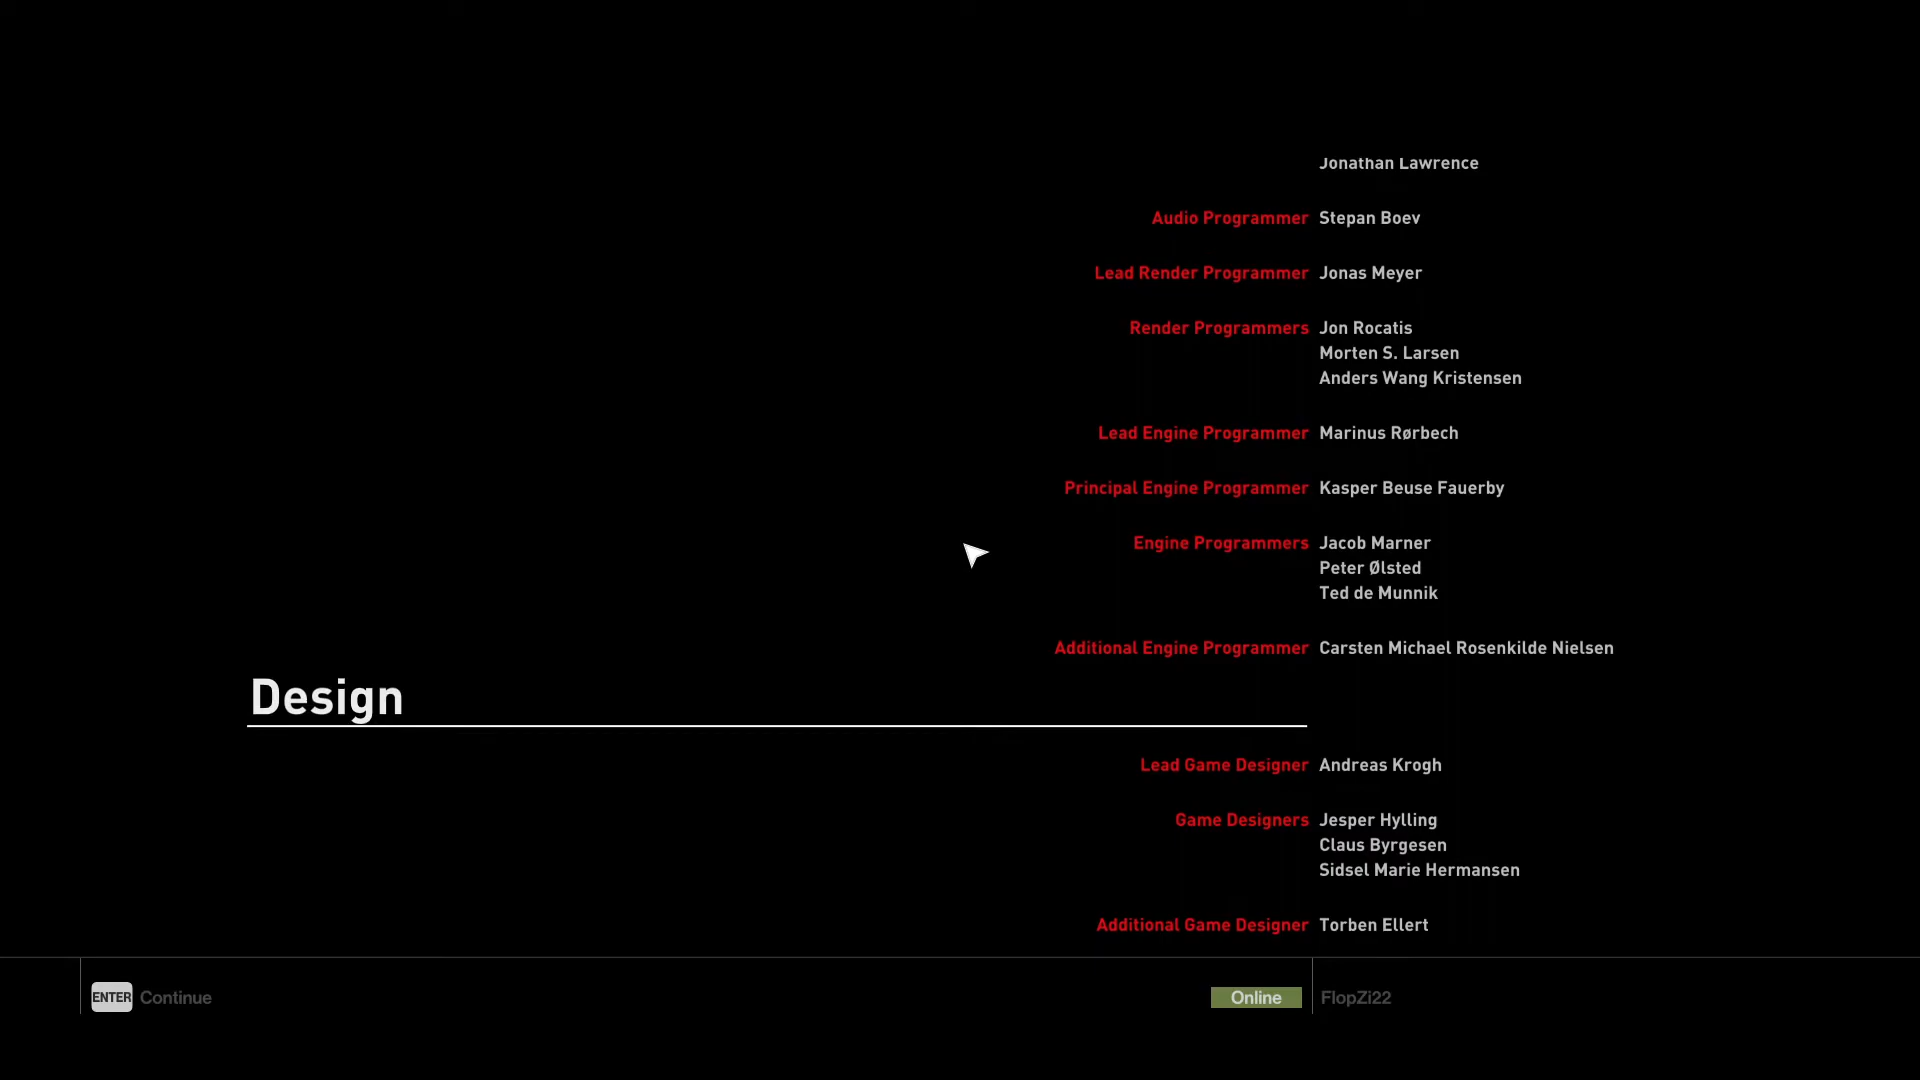 Jonathan Lawrence
Audio Programmer Stepan Boev
Lead Render Programmer Jonas Meyer
Render Programmers Jon Rocatis
Morten S. Larsen
Anders Wang Kristensen
Lead Engine Programmer Marinus Rørbech
Principal Engine Programmer Kasper Beuse Fauerby
Engine Programmers Jacob Marner
Peter Ølsted
Ted de Munnik
Additional Engine Programmer Carsten Michael Rosenkilde Nielsen
Design
Lead Game Designer Andreas Krogh
Game Designers Jesper Hylling
Claus Byrgesen
Sidsel Marie Hermansen
Additional Game Designer Torben Ellert
ENTER Continue Online FlopZi22